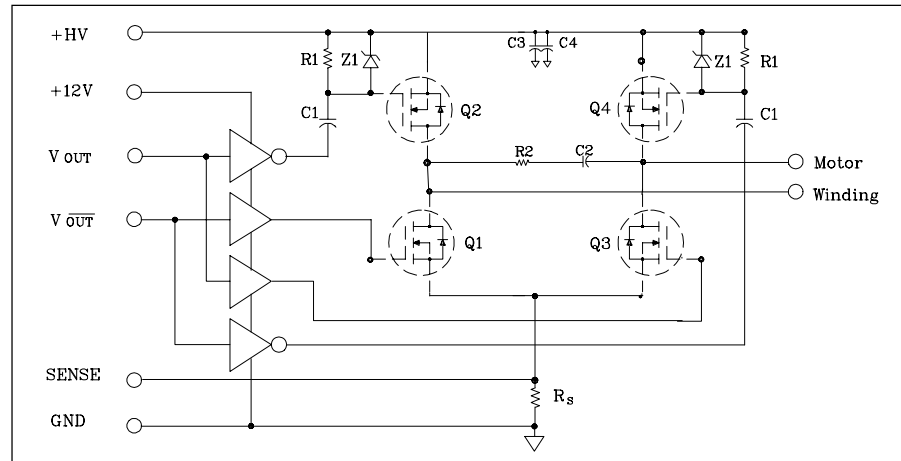 +HV
C3 C4
R1 Z1
Z1 R1
+12V
C1
Q2
Q4
C1
V OUT
R2 C2
Motor
Winding
V OUT
Q1
Q3
SENSE
Rs
GND